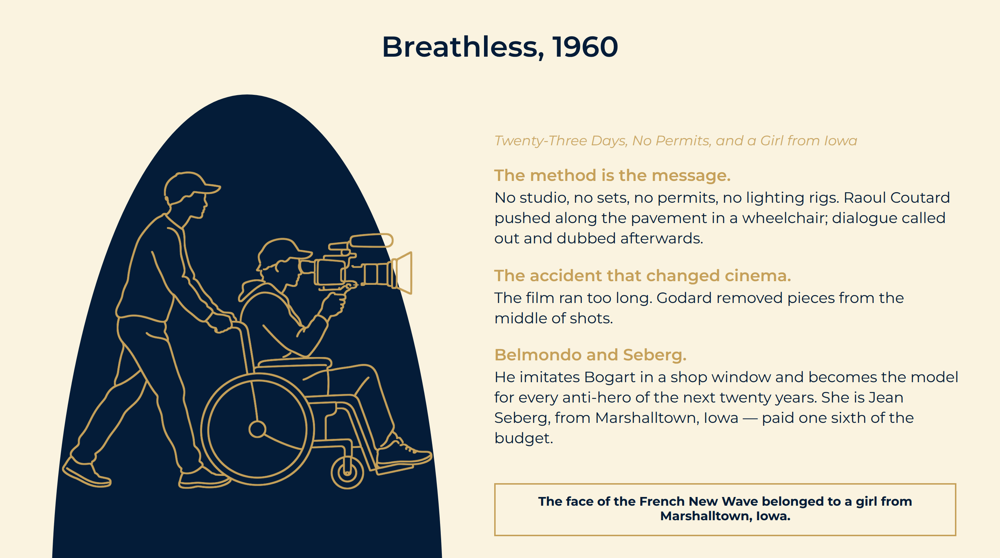 Breathless, 1960
Twenty-Three Days, No Permits, and a Girl from Iowa
The method is the message.
No studio, no sets, no permits, no lighting rigs. Raoul Coutard
pushed along the pavement in a wheelchair; dialogue called
out and dubbed afterwards.
The accident that changed cinema.
The film ran too long. Godard removed pieces from the
middle of shots.
Belmondo and Seberg.
He imitates Bogart in a shop window and becomes the model
for every anti-hero of the next twenty years. She is Jean
Seberg, from Marshalltown, Iowa — paid one sixth of the
budget.
The face of the French New Wave belonged to a girl from
Marshalltown, Iowa.